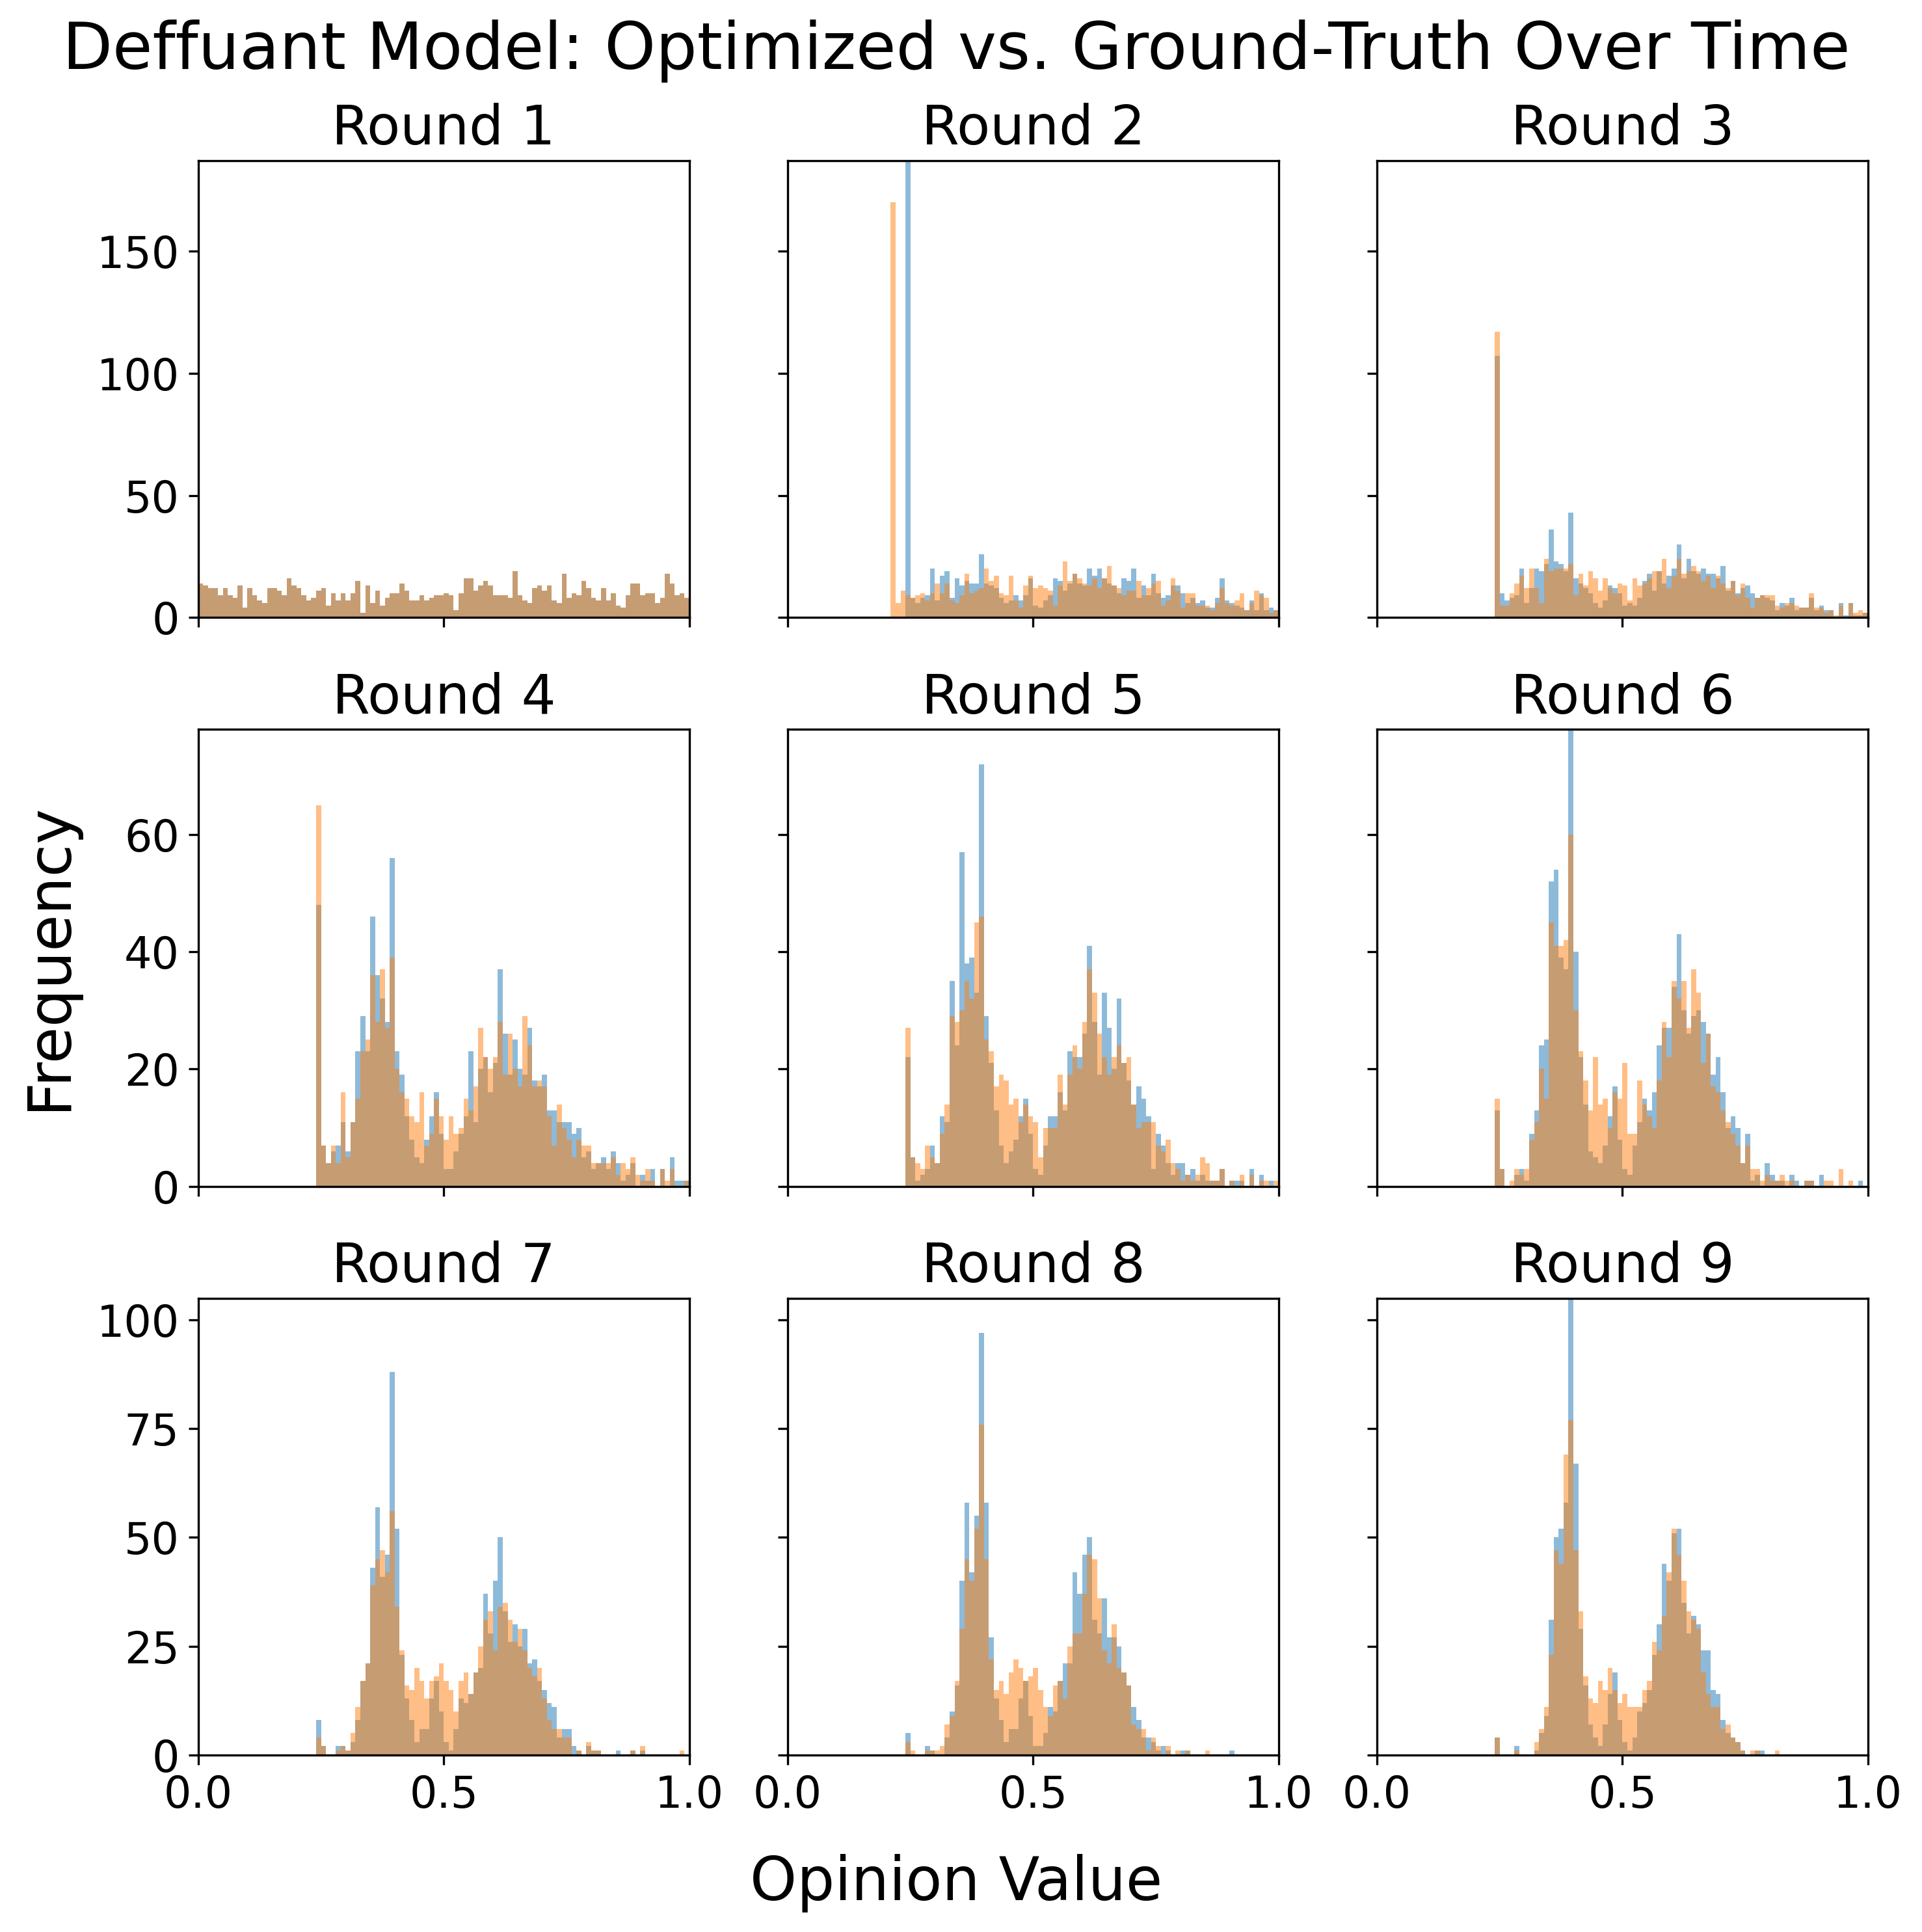 Deffuant Model: Optimized vs. Ground-Truth Over Time
Round 1
Round 2
Round 3
150
100
50
0
Round 4
Round 5
Round 6
Frequency
60
40
20
0
Round 7
Round 8
Round 9
100
75
50
25
0
0.0 0.5 1.0 0.0 0.5 1.0 0.0 0.5 1.0
Opinion Value